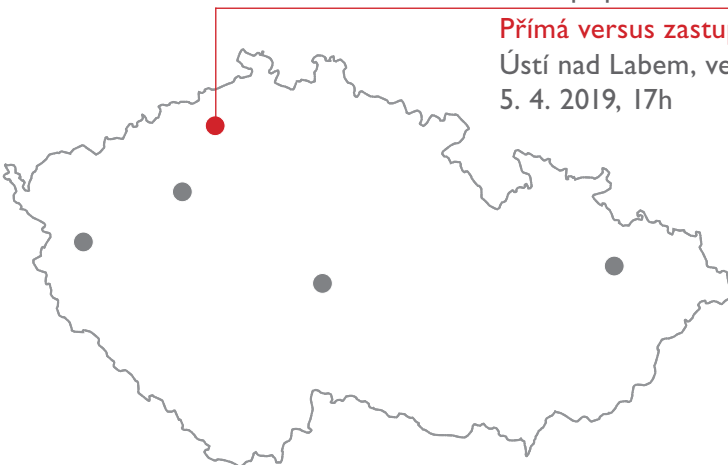 Přímá versus
Ústí nad Labem,
5. 4. 2019, 17h